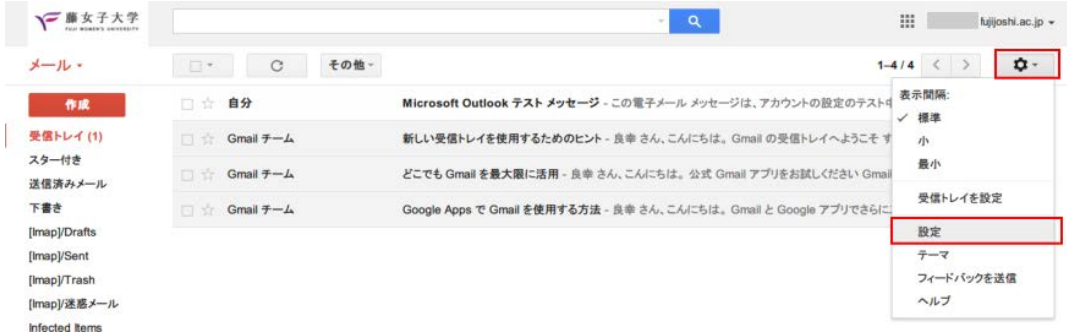 藤女子大学
FUJI WOMEN'S UNIVERSITY
fujijoshi.ac.jp
メール
その他
1–4 / 4
作成
受信トレイ (1)
スター付き
送信済みメール
下書き
[Imap]/Drafts
[Imap]/Sent
[Imap]/Trash
[Imap]/迷惑メール
Infected Items
自分 Microsoft Outlook テスト メッセージ - この電子メール メッセージは、アカウントの設定のテスト中
Gmail チーム 新しい受信トレイを使用するためのヒント - 良幸 さん、こんにちは。 Gmail の受信トレイへようこそ す
Gmail チーム どこでも Gmail を最大限に活用 - 良幸 さん、こんにちは。 公式 Gmail アプリをお試しください Gmail
Gmail チーム Google Apps で Gmail を使用する方法 - 良幸 さん、こんにちは。 Gmail と Google アプリでさらに
表示間隔:
✓ 標準
小
最小
受信トレイを設定
設定
テーマ
フィードバックを送信
ヘルプ